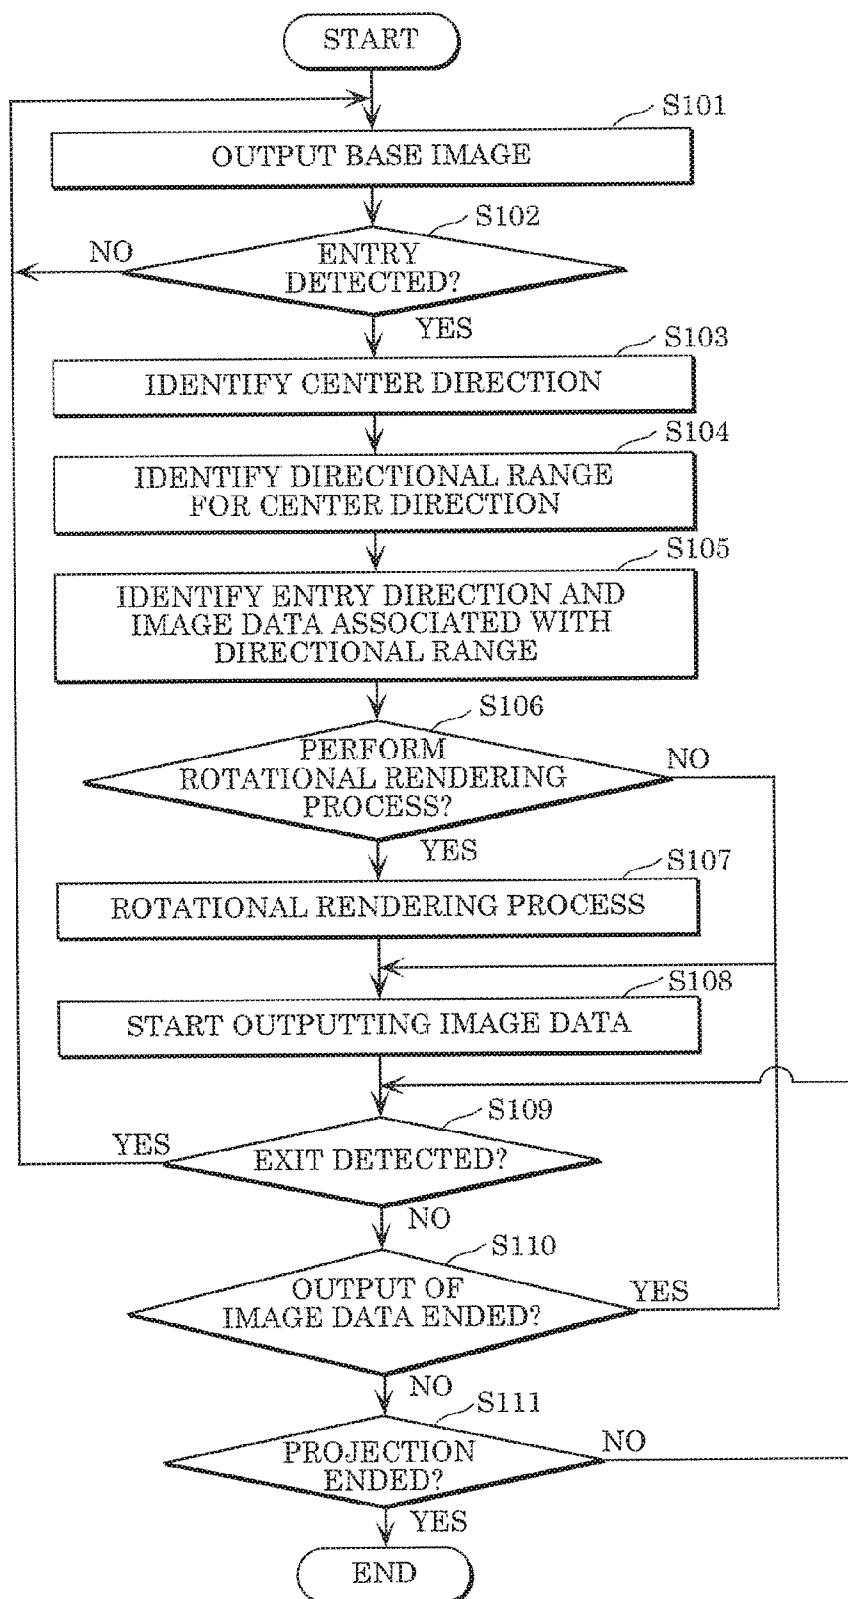 START
S101
OUTPUT BASE IMAGE
S102
NO
ENTRY
DETECTED?
YES
S103
IDENTIFY CENTER DIRECTION
S104
IDENTIFY DIRECTIONAL RANGE
FOR CENTER DIRECTION
S105
IDENTIFY ENTRY DIRECTION AND
IMAGE DATA ASSOCIATED WITH
DIRECTIONAL RANGE
S106
PERFORM
ROTATIONAL RENDERING
PROCESS?
NO
YES
S107
ROTATIONAL RENDERING PROCESS
S108
START OUTPUTTING IMAGE DATA
S109
YES
EXIT DETECTED?
NO
S110
OUTPUT OF
IMAGE DATA ENDED?
YES
NO
S111
PROJECTION
ENDED?
NO
YES
END